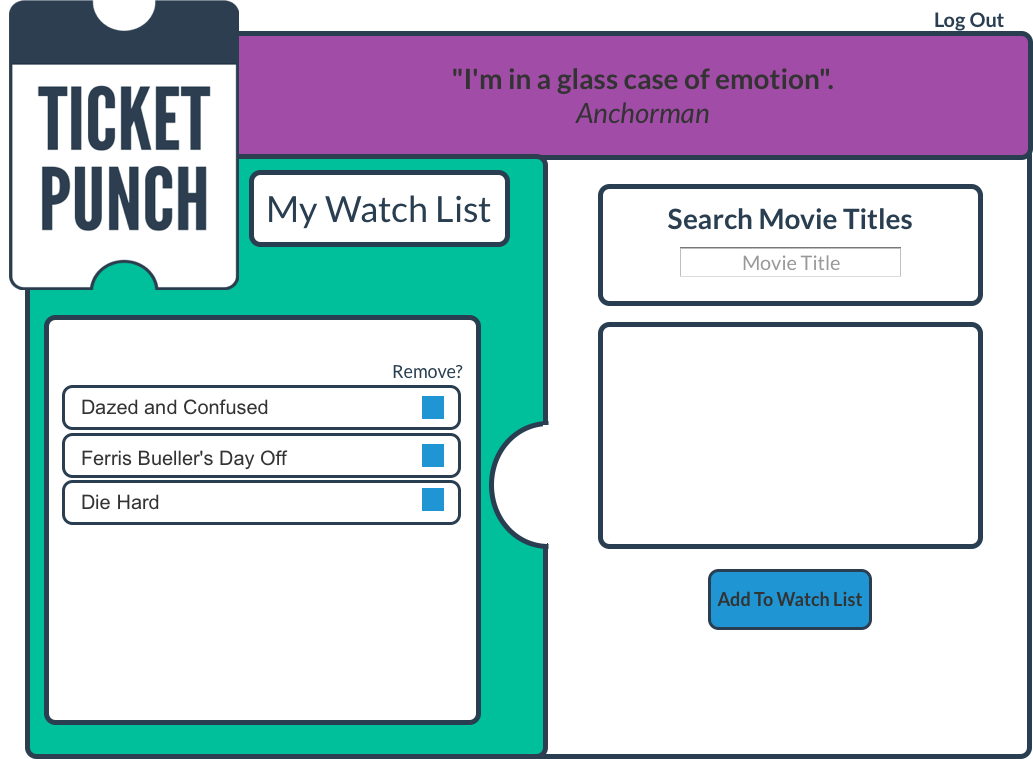 Log Out
TICKET
PUNCH
"I'm in a glass case of emotion".
Anchorman
My Watch List
Remove?
Dazed and Confused
Ferris Bueller's Day Off
Die Hard
Search Movie Titles
Movie Title
Add To Watch List